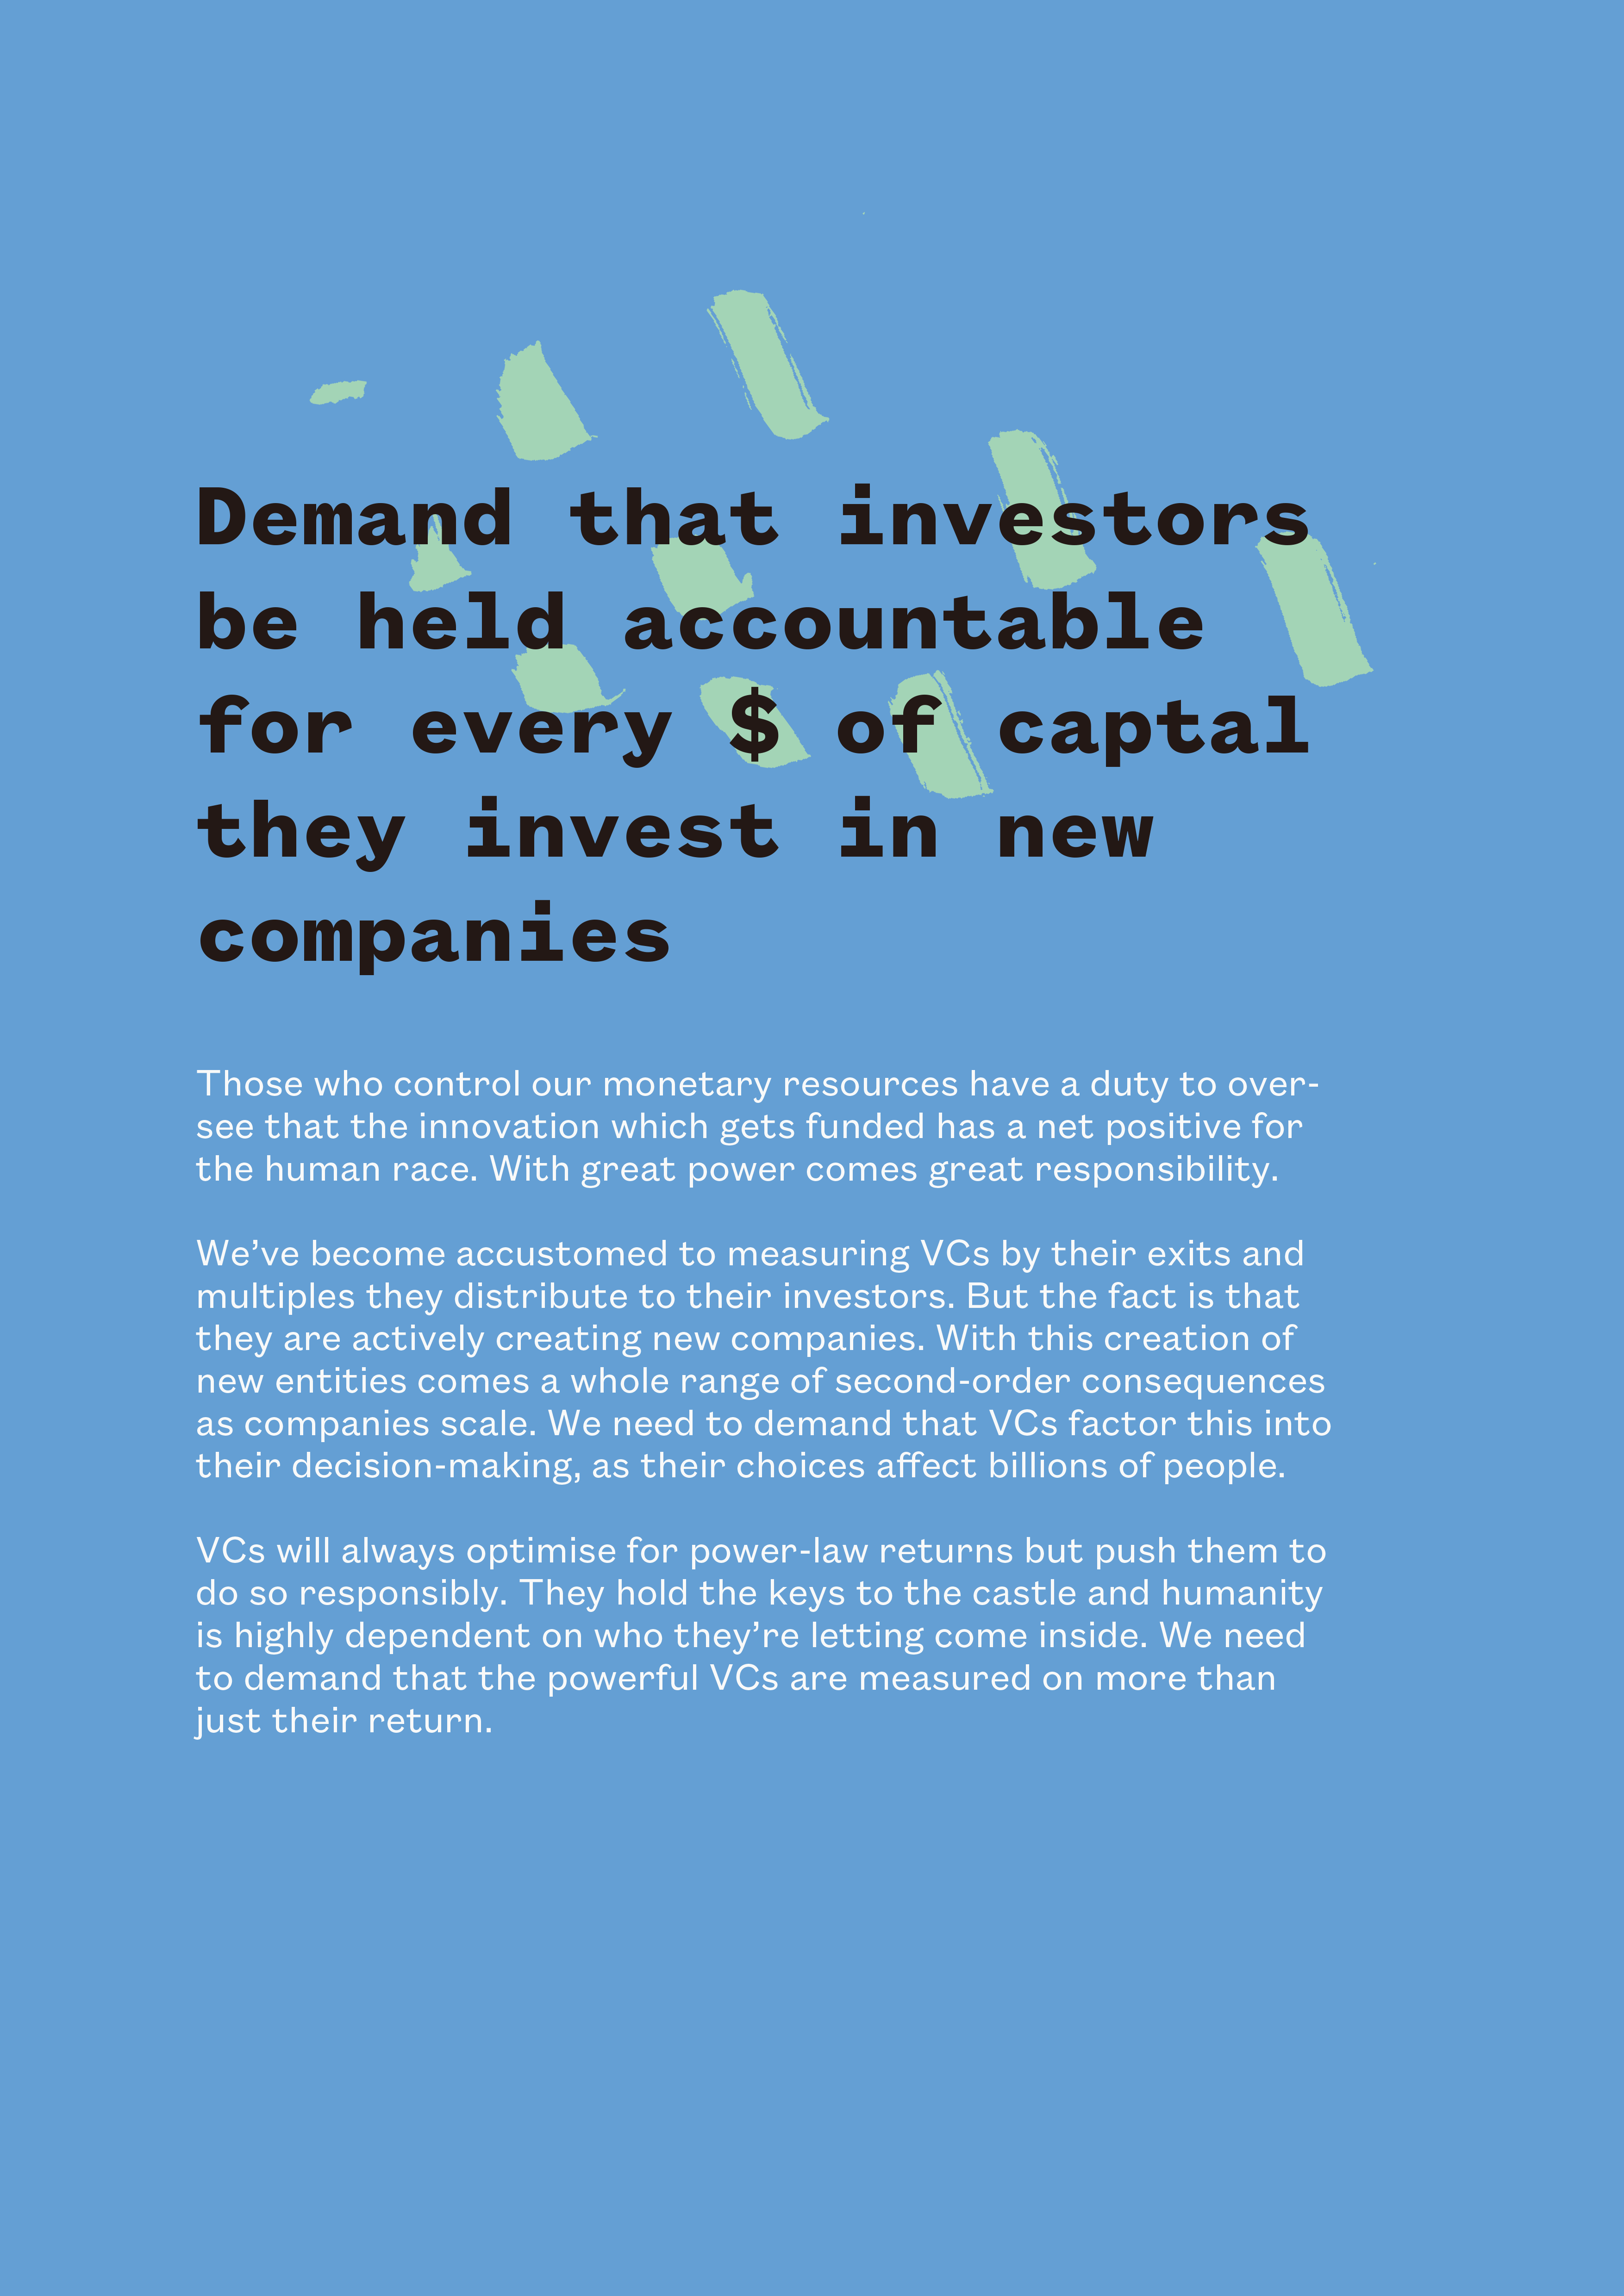 Demand that investors
be held accountable
for every $ of captal
they invest in new
companies
Those who control our monetary resources have a duty to over-
see that the innovation which gets funded has a net positive for
the human race. With great power comes great responsibility.
We’ve become accustomed to measuring VCs by their exits and
multiples they distribute to their investors. But the fact is that
they are actively creating new companies. With this creation of
new entities comes a whole range of second-order consequences
as companies scale. We need to demand that VCs factor this into
their decision-making, as their choices affect billions of people.
VCs will always optimise for power-law returns but push them to
do so responsibly. They hold the keys to the castle and humanity
is highly dependent on who they’re letting come inside. We need
to demand that the powerful VCs are measured on more than
just their return.